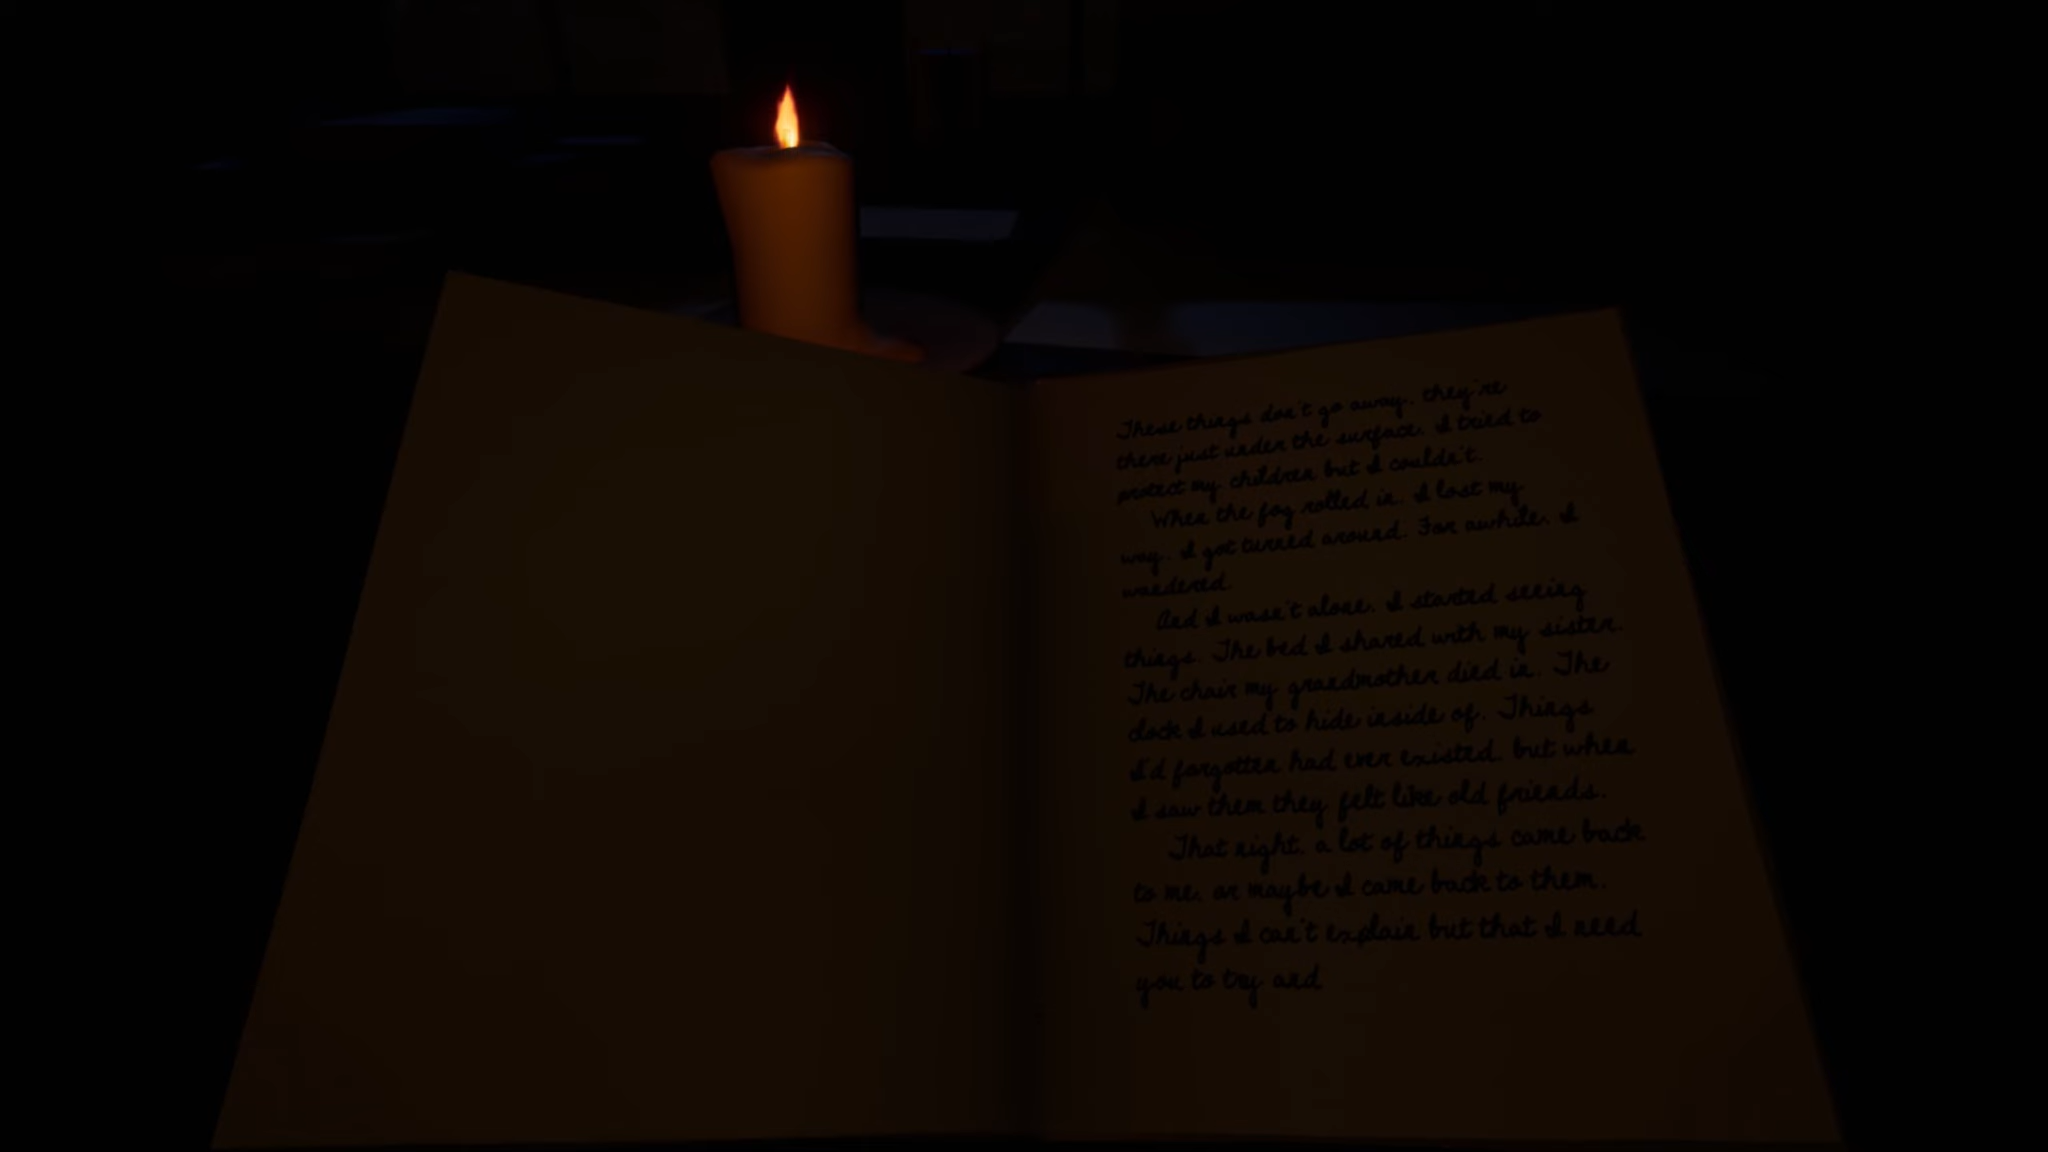 These things don't go away, they're
there just under the surface. I tried to
protect my children but I couldn't.
When the fog rolled in, I lost my
way. I got turned around. For awhile, I
wandered.
And I wasn't alone. I started seeing
things. The bed I shared with my sister.
The chair my grandmother died in. The
clock I used to hide inside of. Things
I'd forgotten had ever existed, but when
I saw them they felt like old friends.
That night, a lot of things came back
to me, or maybe I came back to them.
Things I can't explain but that I need
you to try and